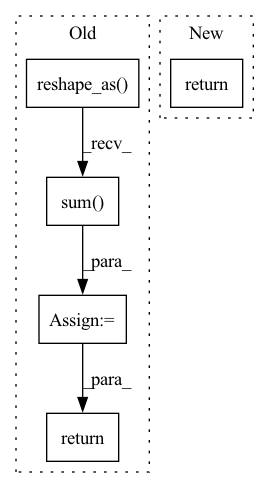 Old
New
reshape_as()
return
_recv_
sum()
_para_
Assign:=
_para_
return